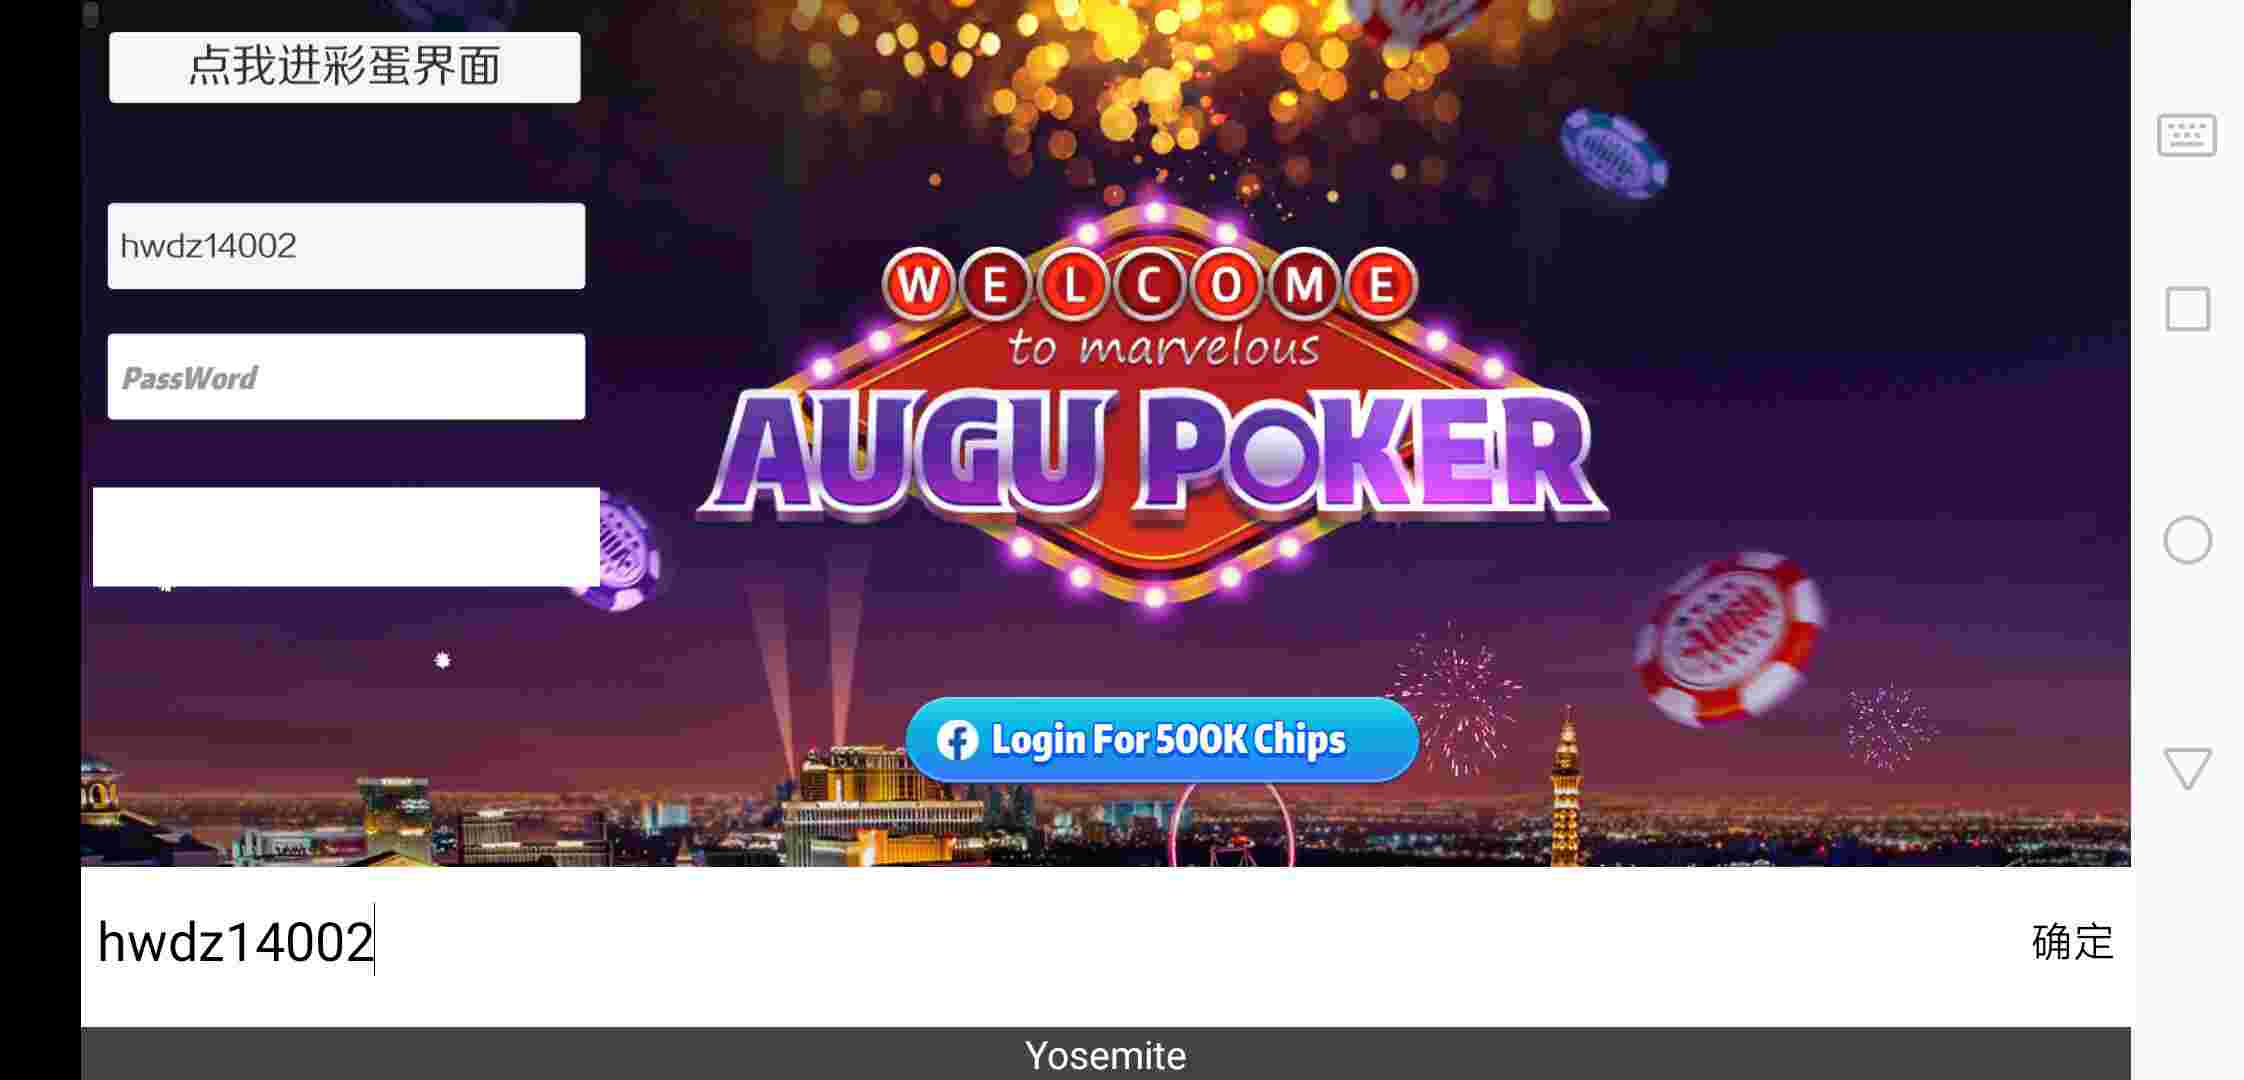 点我进彩蛋界面
hwdz14002
PassWord
WELCOME
to marvelous
AUGU POKER
Login For 500K Chips
hwdz14002
确定
Yosemite